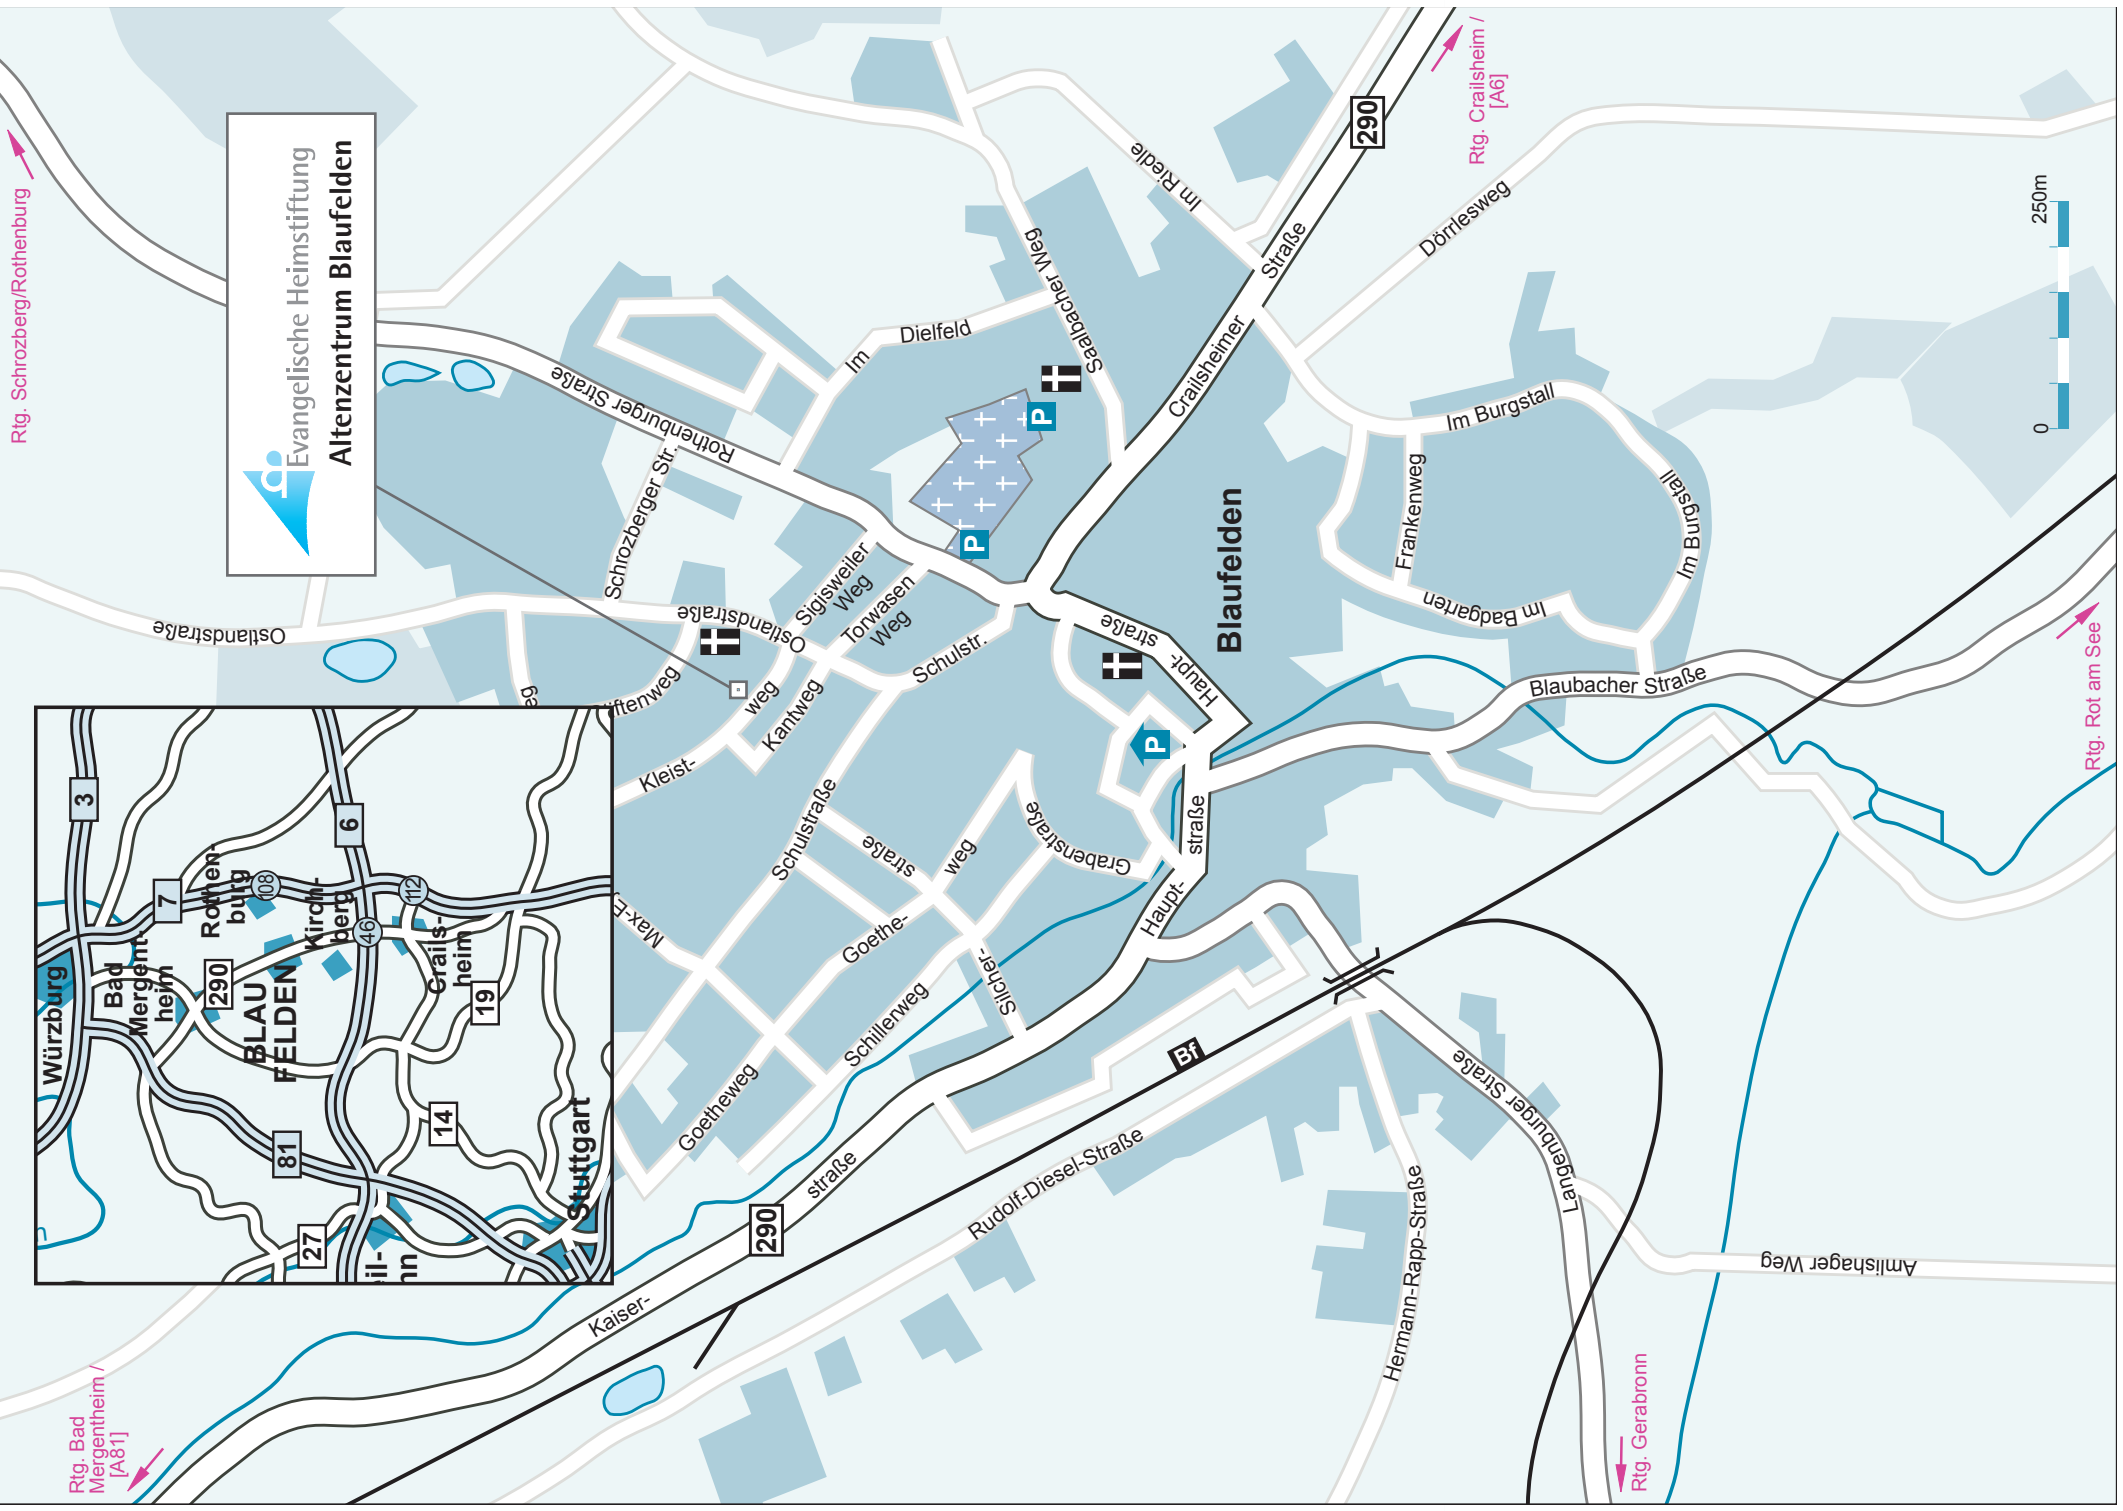 Rtg. Schrozberg/Rothenburg
Evangelische Heimstiftung
Altenzentrum Blaufelden
Rtg. Crailsheim /
[A6]
290
Im Riedle
Dörrlesweg
250m
0
Straße
Crailsheimer
Saalbacher Weg
Im
Dielfeld
P
P
Rothenburger Straße
Schrozberger Str.
Ostlandstraße
Ostlandstraße
Sigisweiler
Weg
Torwasen
Weg
Schulstr.
Kantweg
weg
Kleist-
Blaufelden
Haupt-
straße
Im Burgstall
Im Burgstall
Frankenweg
Im Badgarten
Blaubacher Straße
Rtg. Rot am See
P
Haupt-
straße
Grabenstraße
Schulstraße
straße
Silcher-
Goethe-
weg
Schillerweg
Goetheweg
Kaiser-
straße
290
Bf
Rudolf-Diesel-Straße
Hermann-Rapp-Straße
Langenburger Straße
Amlishager Weg
Rtg. Gerabronn
Rtg. Bad
Mergentheim /
[A81]
Würzburg
3
7
Bad
Mergent-
heim
Rothen-
burg
108
290
BLAU
FELDEN
Kirch-
berg
6
46
112
Crails-
heim
19
14
81
27
Stuttgart